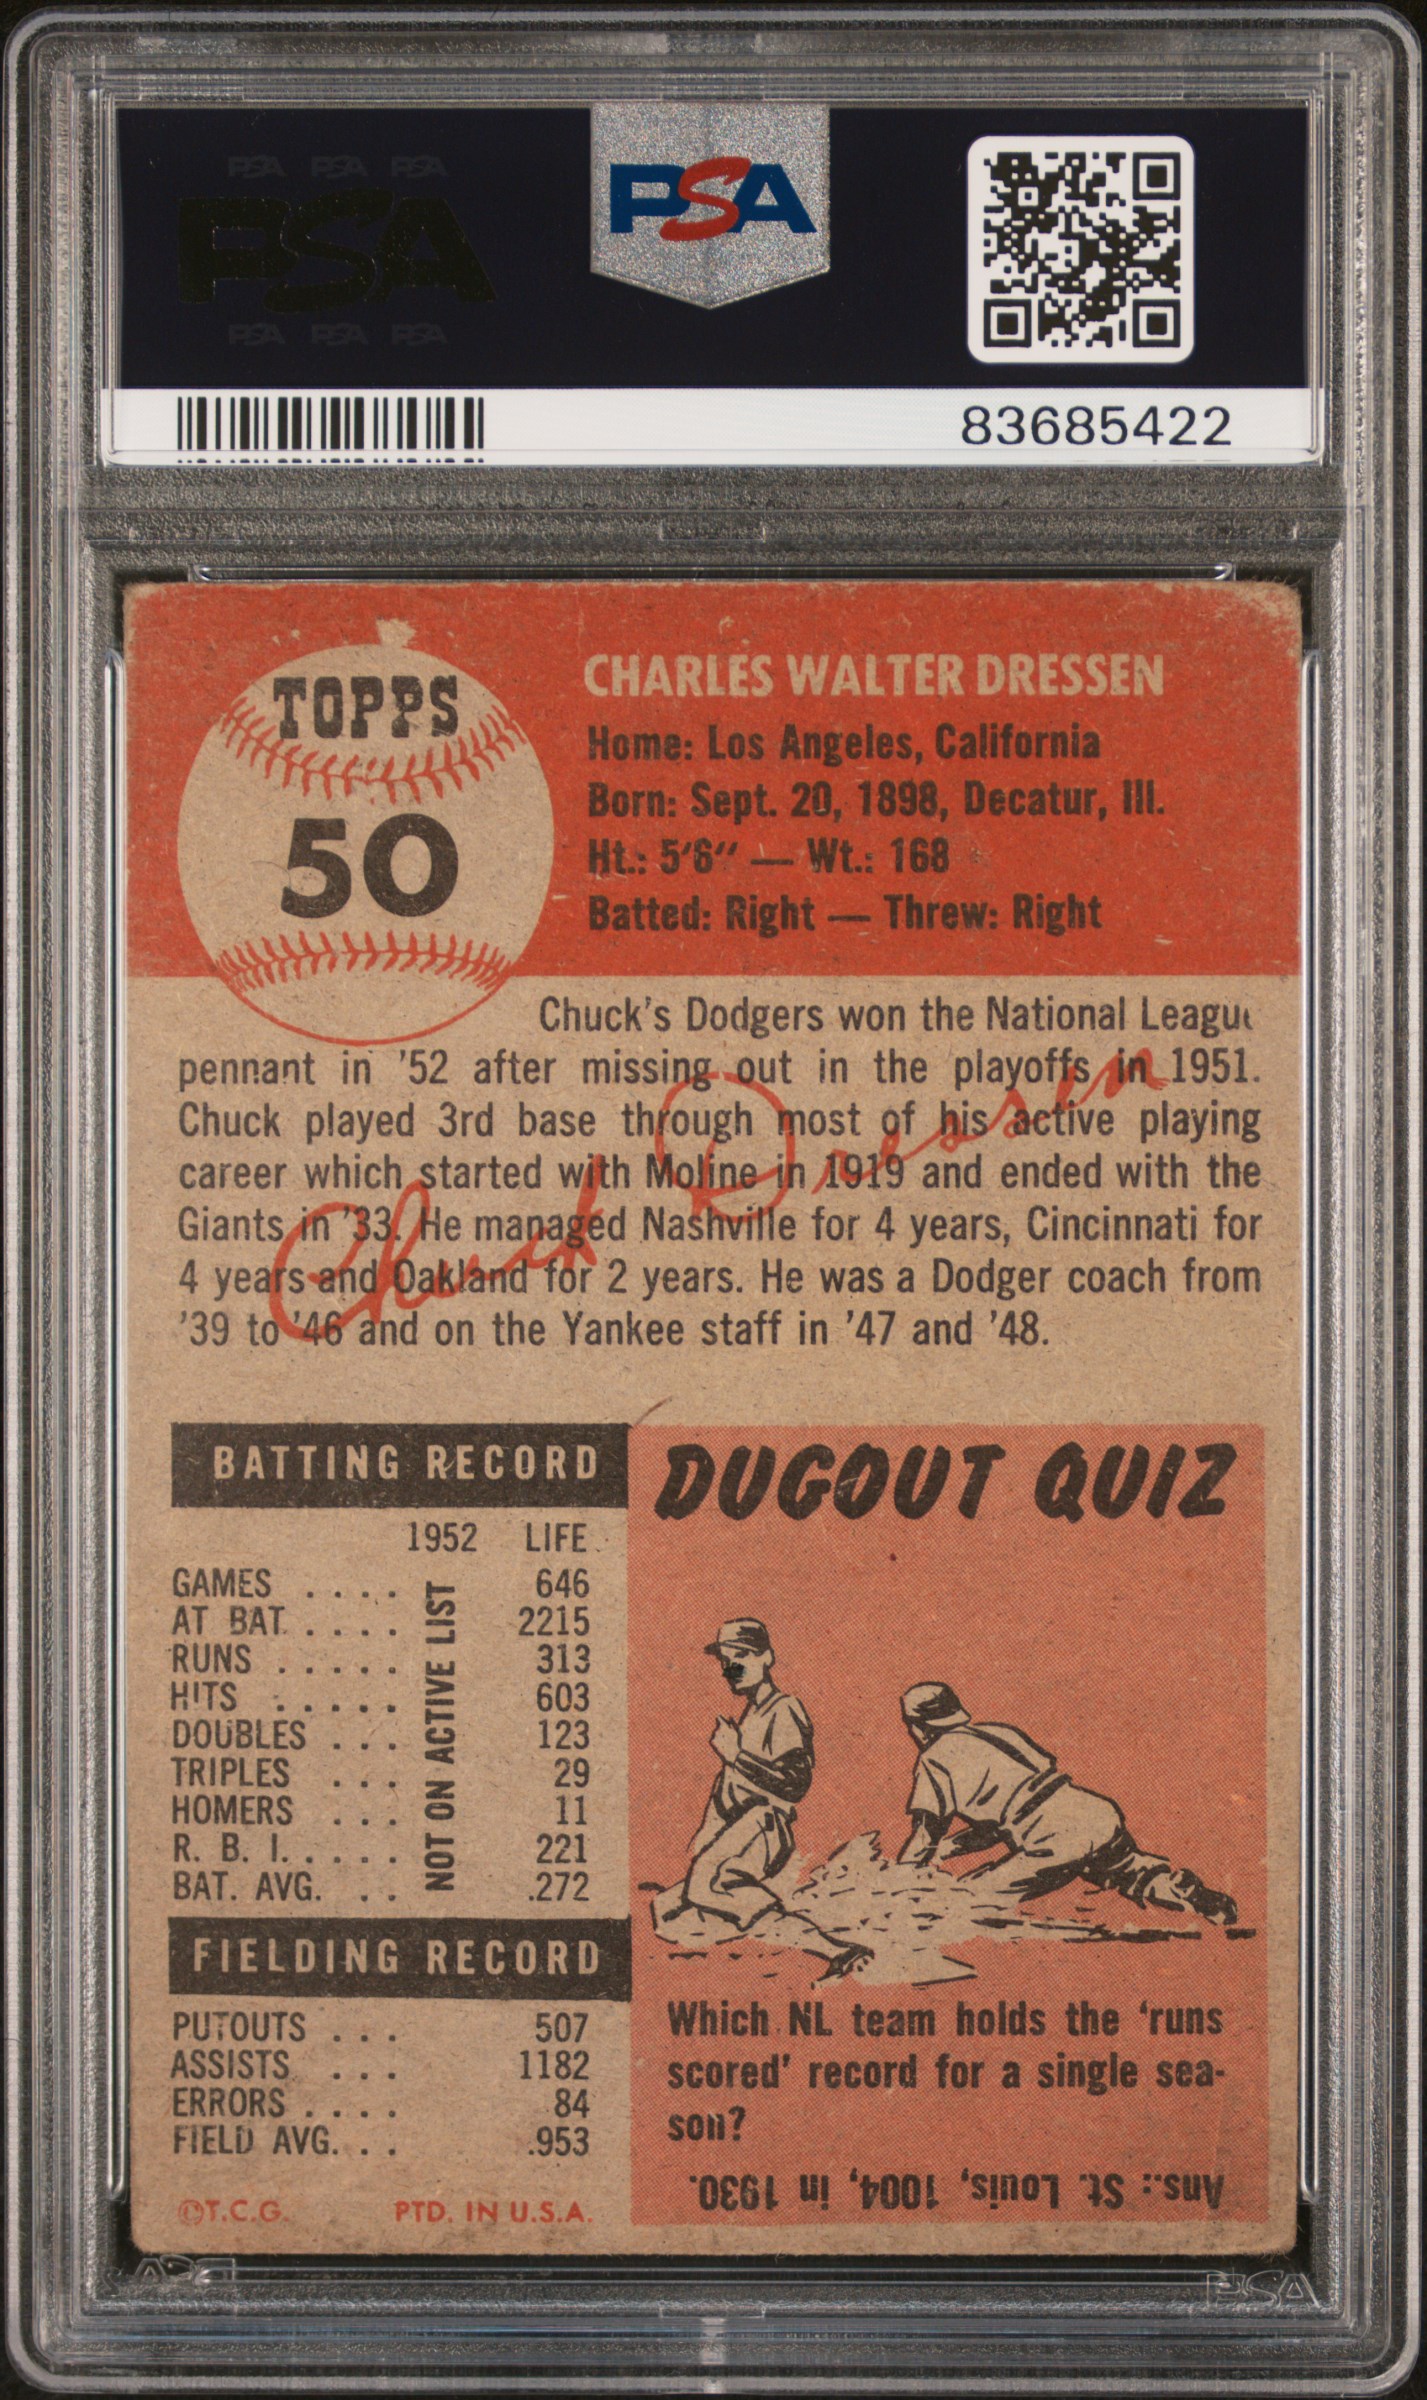 PSA PSA PSA
PSA
PSA PSA PSA
PSA
83685422
TOPPS
50
CHARLES WALTER DRESSEN
Home: Los Angeles, California
Born: Sept. 20, 1898, Decatur, Ill.
Ht.: 5'6" — Wt.: 168
Batted: Right — Threw: Right
Chuck's Dodgers won the National League
pennant in '52 after missing out in the playoffs in 1951.
Chuck played 3rd base through most of his active playing
career which started with Moline in 1919 and ended with the
Giants in '33. He managed Nashville for 4 years, Cincinnati for
4 years and Oakland for 2 years. He was a Dodger coach from
'39 to '46 and on the Yankee staff in '47 and '48.
Chuck Dressen
BATTING RECORD
1952 LIFE
GAMES .... 646
AT BAT .... 2215
RUNS ..... 313
HITS ..... 603
DOUBLES ... 123
TRIPLES ... 29
HOMERS ... 11
R. B. I. .... 221
BAT. AVG. .. .272
NOT ON ACTIVE LIST
FIELDING RECORD
PUTOUTS ... 507
ASSISTS ... 1182
ERRORS .... 84
FIELD AVG. .. .953
©T.C.G. PTD. IN U.S.A.
DUGOUT QUIZ
Which NL team holds the 'runs
scored' record for a single sea-
son?
Ans.: St. Louis, 1004, in 1930.
PSA
PSA